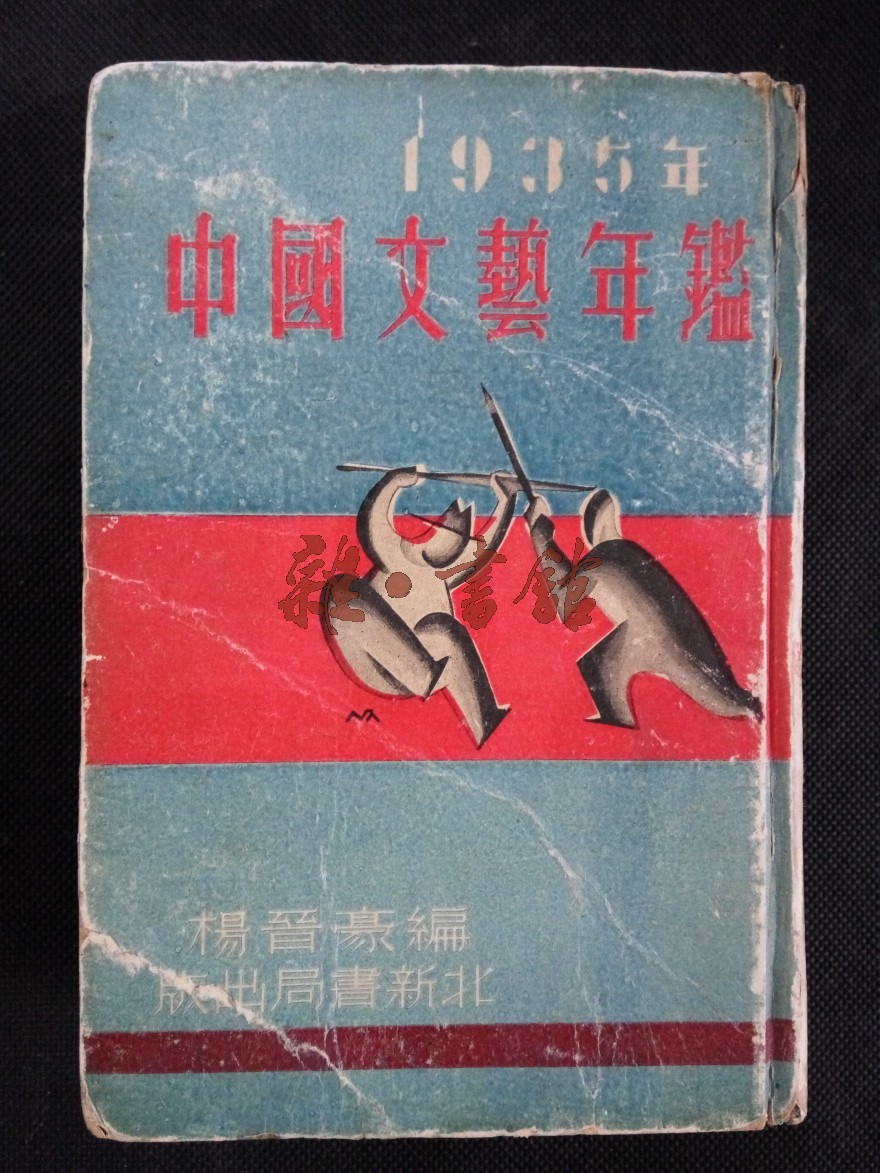 1935年
中國文藝年鑑
雜·書館
楊晉豪編
北新書局出版